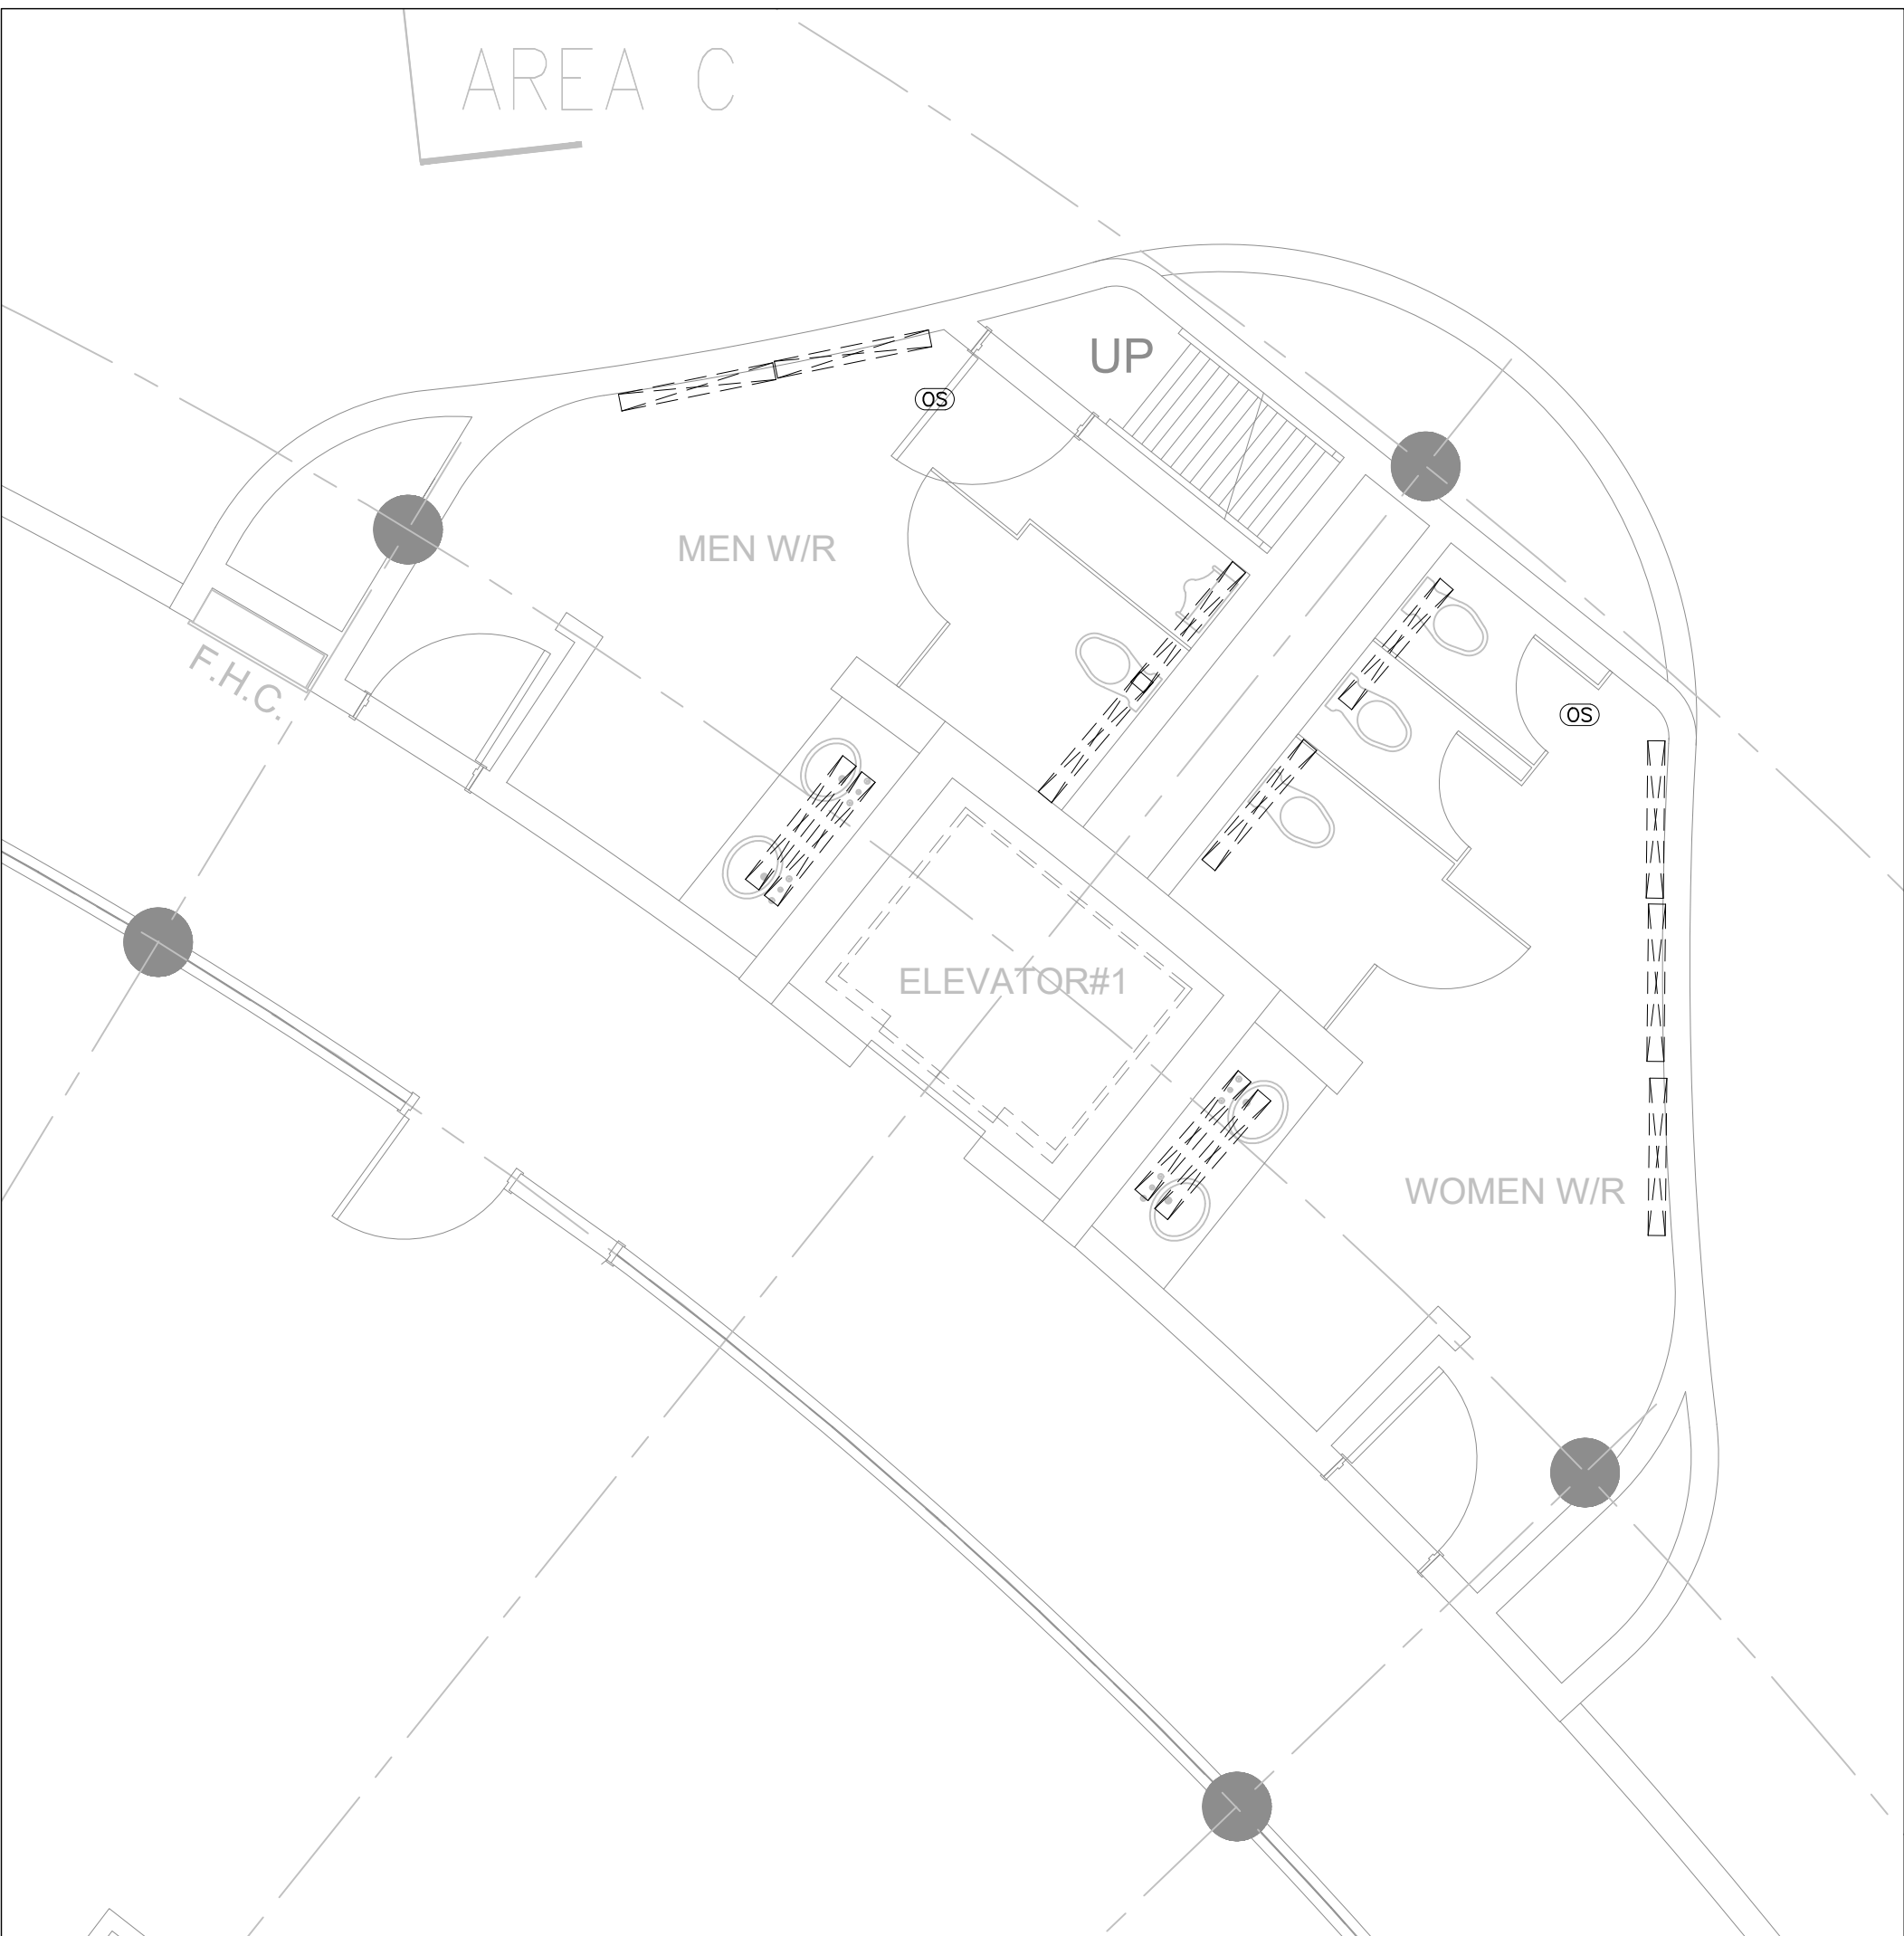 AREA C
UP
OS
MEN W/R
F.H.C.
OS
ELEVATOR#1
WOMEN W/R